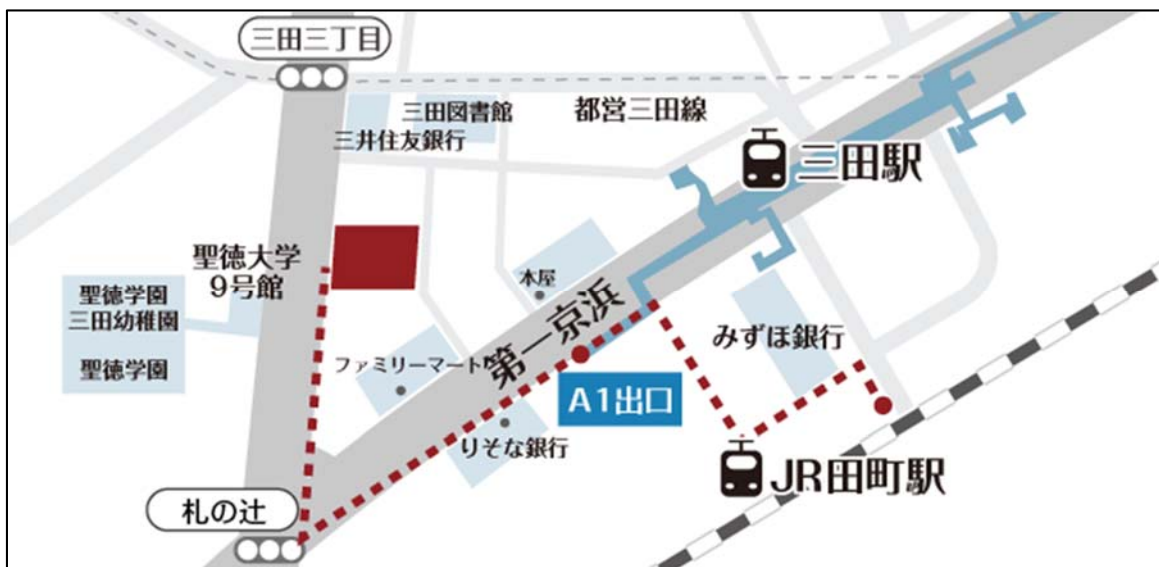 三田三丁目
三田図書館
都営三田線
三井住友銀行
三田駅
聖徳大学
9号館
本屋
聖徳学園
三田幼稚園
聖徳学園
第一京浜
みずほ銀行
ファミリーマート
A1出口
りそな銀行
JR田町駅
札の辻